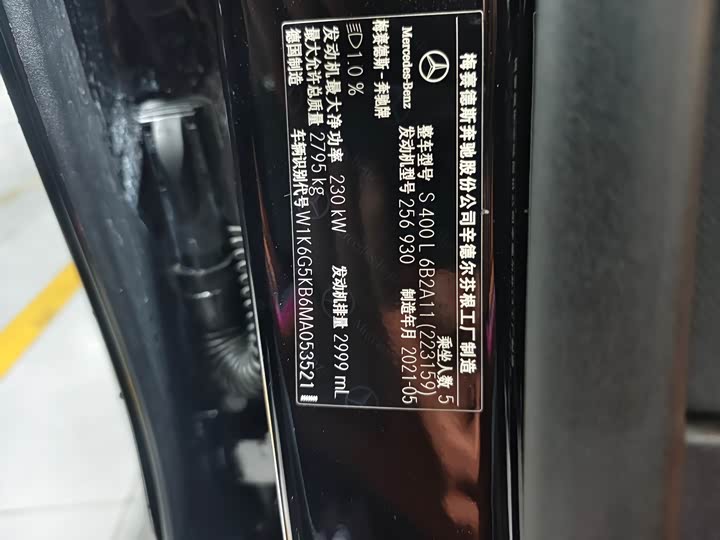 梅赛德斯奔驰股份公司辛德尔芬根工厂制造
Mercedes-Benz
梅赛德斯-奔驰牌
乘坐人数 5
整车型号 S 400 L 6B2A11 (223159)
发动机型号 256 930
制造年月 2021-05
1.0 %
发动机最大净功率 230 kW
发动机排量 2999 mL
最大允许总质量 2795 kg
德国制造
车辆识别代号 W1K6G5KB6MA053521